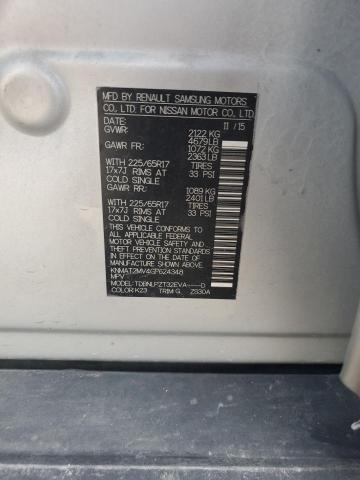 MFD BY RENAULT SAMSUNG MOTORS
CO., LTD. FOR NISSAN MOTOR CO., LTD.
DATE: 11/15
GVWR: 2122 KG
4679 LB
GAWR FR: 1072 KG
2363 LB
WITH 225/65R17 TIRES
17x7J RIMS AT 33 PSI
COLD SINGLE
GAWR RR: 1089 KG
2401 LB
WITH 225/65R17 TIRES
17x7J RIMS AT 33 PSI
COLD SINGLE
THIS VEHICLE CONFORMS TO ALL
APPLICABLE U.S. FEDERAL MOTOR
VEHICLE SAFETY, BUMPER, AND
THEFT PREVENTION STANDARDS
IN EFFECT ON THE DATE OF
MANUFACTURE SHOWN ABOVE.
KNMAT2MV4GP624348
MPV
MODEL: TDBNLPZT32EVA-----D
COLOR: KZ3 TRIM G.